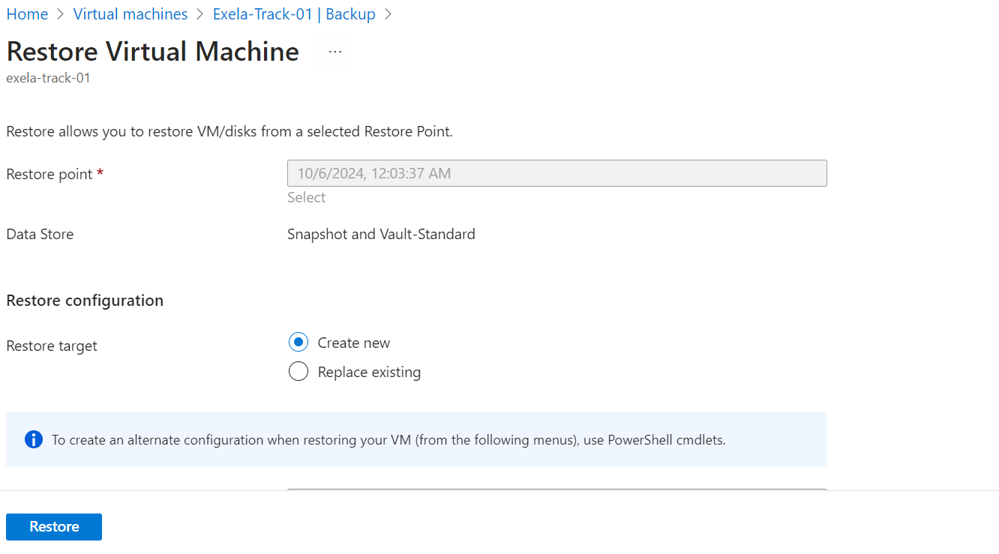 Home > Virtual machines > Exela-Track-01 | Backup >
Restore Virtual Machine ...
exela-track-01
Restore allows you to restore VM/disks from a selected Restore Point.
Restore point * 10/6/2024, 12:03:37 AM
Select
Data Store Snapshot and Vault-Standard
Restore configuration
Restore target Create new
Replace existing
To create an alternate configuration when restoring your VM (from the following menus), use PowerShell cmdlets.
Restore